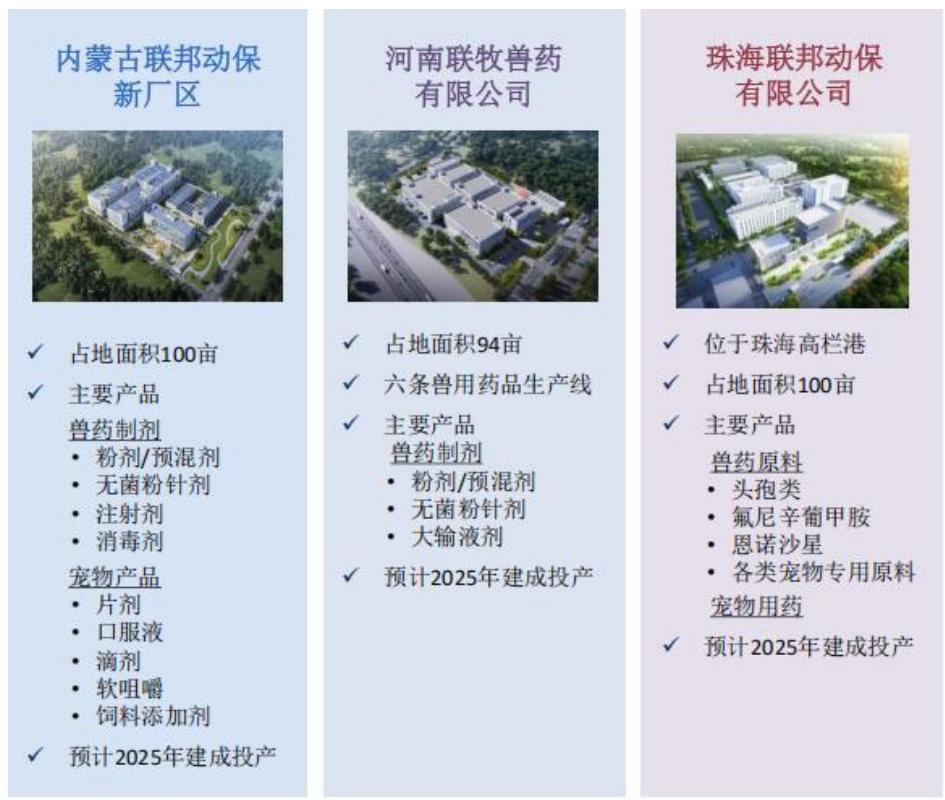 内蒙古联邦动保
新厂区
✓ 占地面积100亩
✓ 主要产品
兽药制剂
• 粉剂/预混剂
• 无菌粉针剂
• 注射剂
• 消毒剂
宠物产品
• 片剂
• 口服液
• 滴剂
• 软咀嚼
• 饲料添加剂
✓ 预计2025年建成投产
河南联牧兽药
有限公司
✓ 占地面积94亩
✓ 六条兽用药品生产线
✓ 主要产品
兽药制剂
• 粉剂/预混剂
• 无菌粉针剂
• 大输液剂
✓ 预计2025年建成投产
珠海联邦动保
有限公司
✓ 位于珠海高栏港
✓ 占地面积100亩
✓ 主要产品
兽药原料
• 头孢类
• 氟尼辛葡甲胺
• 恩诺沙星
• 各类宠物专用原料
宠物用药
✓ 预计2025年建成投产